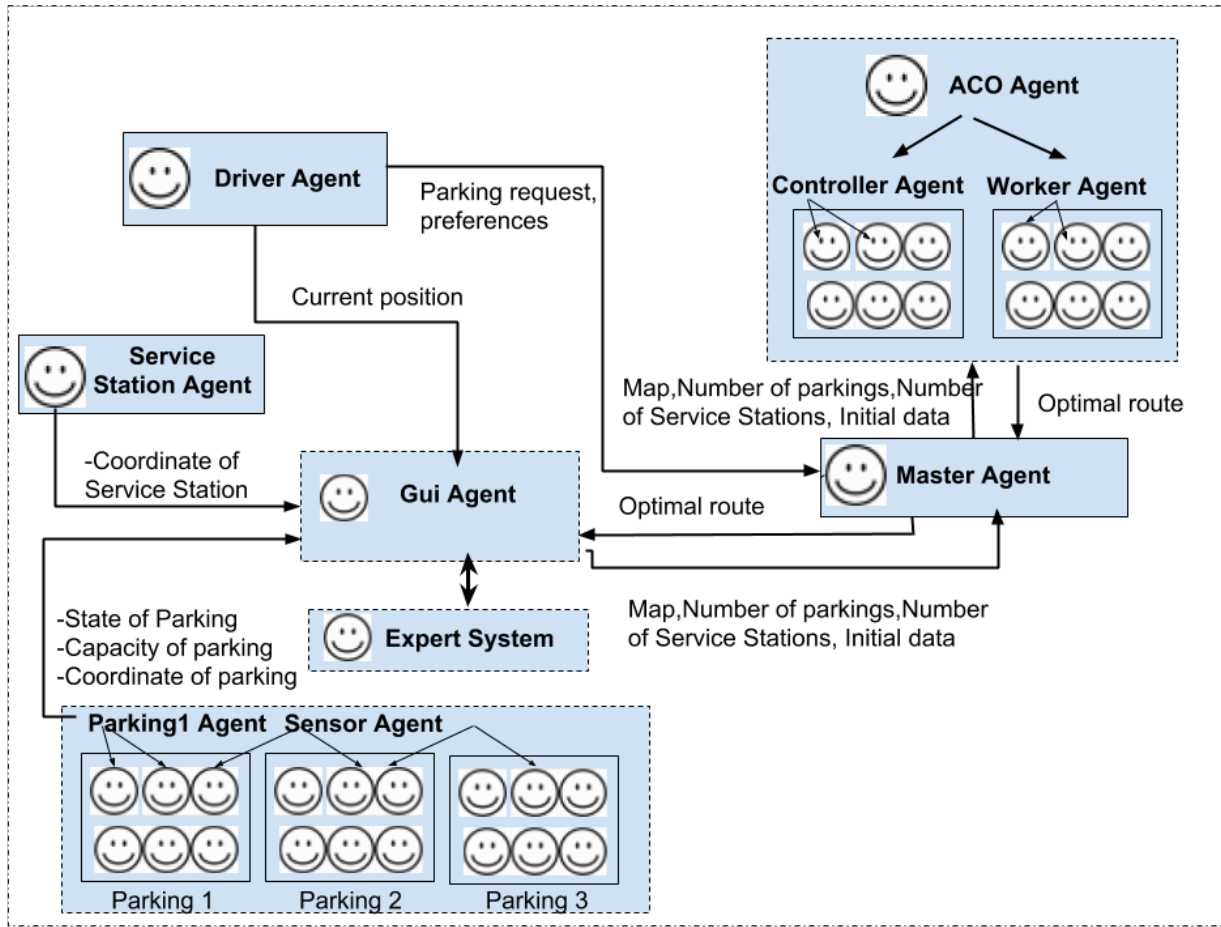 ACO Agent
Driver Agent
Controller Agent
Worker Agent
Parking request,
preferences
Current position
Service
Station Agent
Map,Number of parkings,Number
of Service Stations, Initial data
Optimal route
-Coordinate of
Service Station
Gui Agent
Master Agent
Optimal route
-State of Parking
-Capacity of parking
-Coordinate of parking
Expert System
Map,Number of parkings,Number
of Service Stations, Initial data
Parking1 Agent
Sensor Agent
Parking 1
Parking 2
Parking 3